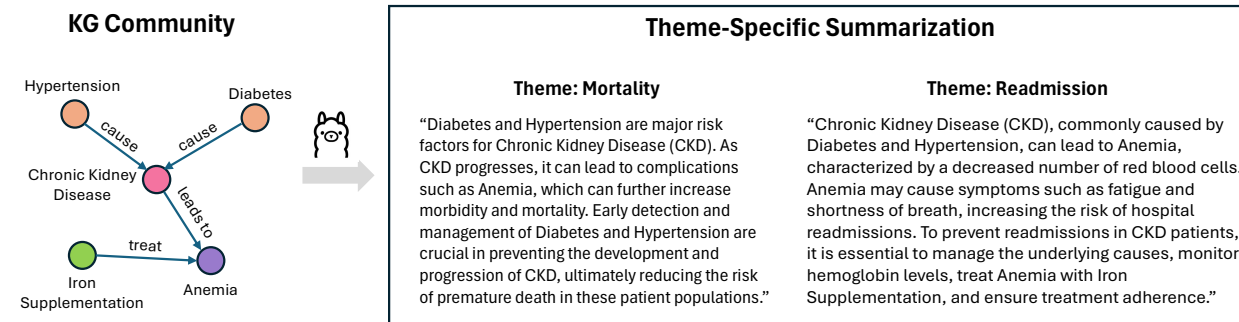 KG Community
Hypertension
Diabetes
cause
cause
Chronic Kidney
Disease
leads to
treat
Iron
Supplementation
Anemia
Theme-Specific Summarization
Theme: Mortality
“Diabetes and Hypertension are major risk
factors for Chronic Kidney Disease (CKD). As
CKD progresses, it can lead to complications
such as Anemia, which can further increase
morbidity and mortality. Early detection and
management of Diabetes and Hypertension are
crucial in preventing the development and
progression of CKD, ultimately reducing the risk
of premature death in these patient populations.”
Theme: Readmission
“Chronic Kidney Disease (CKD), commonly caused by
Diabetes and Hypertension, can lead to Anemia,
characterized by a decreased number of red blood cells.
Anemia may cause symptoms such as fatigue and
shortness of breath, increasing the risk of hospital
readmissions. To prevent readmissions in CKD patients,
it is essential to manage the underlying causes, monitor
hemoglobin levels, treat Anemia with Iron
Supplementation, and ensure treatment adherence.”